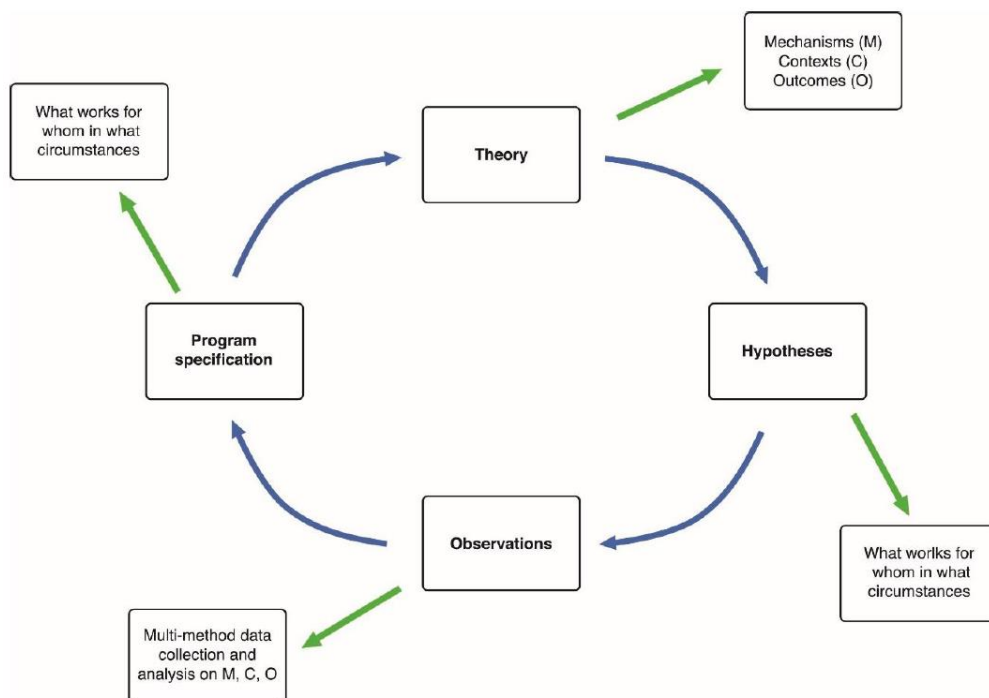 Mechanisms (M)
Contexts (C)
Outcomes (O)
What works for
whom in what
circumstances
Theory
Program
specification
Hypotheses
Observations
What worlks for
whom in what
circumstances
Multi-method data
collection and
analysis on M, C, O